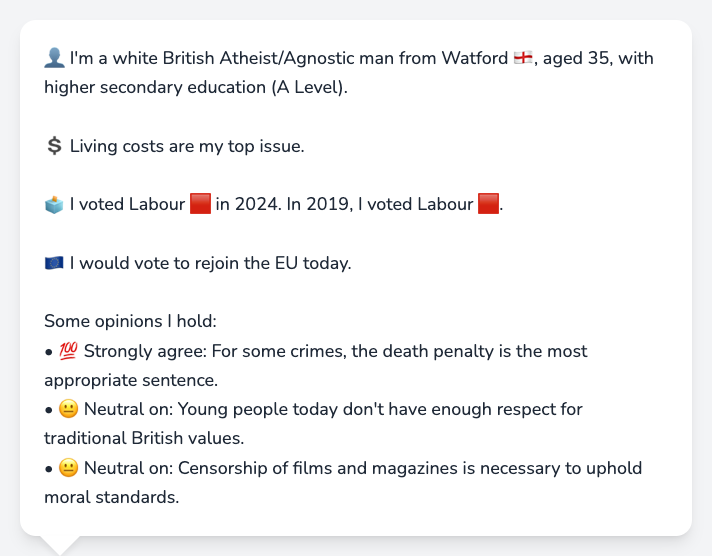 👤 I'm a white British Atheist/Agnostic man from Watford 🏴󠁧󠁢󠁥󠁮󠁧󠁿, aged 35, with
higher secondary education (A Level).
💲 Living costs are my top issue.
🗳️ I voted Labour 🟥 in 2024. In 2019, I voted Labour 🟥.
🇪🇺 I would vote to rejoin the EU today.
Some opinions I hold:
• 💯 Strongly agree: For some crimes, the death penalty is the most
appropriate sentence.
• 😐 Neutral on: Young people today don't have enough respect for
traditional British values.
• 😐 Neutral on: Censorship of films and magazines is necessary to uphold
moral standards.